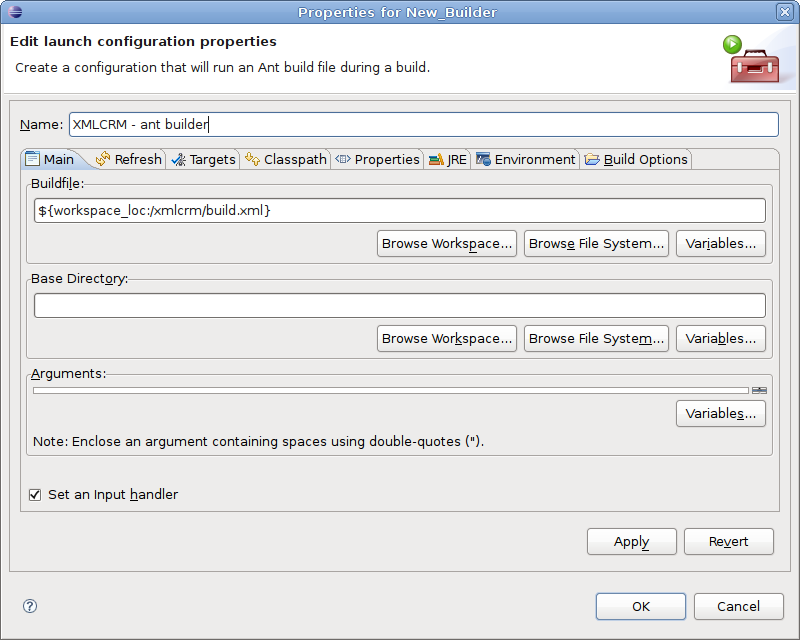 Properties for New_Builder
Edit launch configuration properties
Create a configuration that will run an Ant build file during a build.
Name: XMLCRM - ant builder
Main Refresh Targets Classpath Properties JRE Environment Build Options
Buildfile:
${workspace_loc:/xmlcrm/build.xml}
Browse Workspace... Browse File System... Variables...
Base Directory:
Browse Workspace... Browse File System... Variables...
Arguments:
Variables...
Note: Enclose an argument containing spaces using double-quotes (").
Set an Input handler
Apply Revert
? OK Cancel